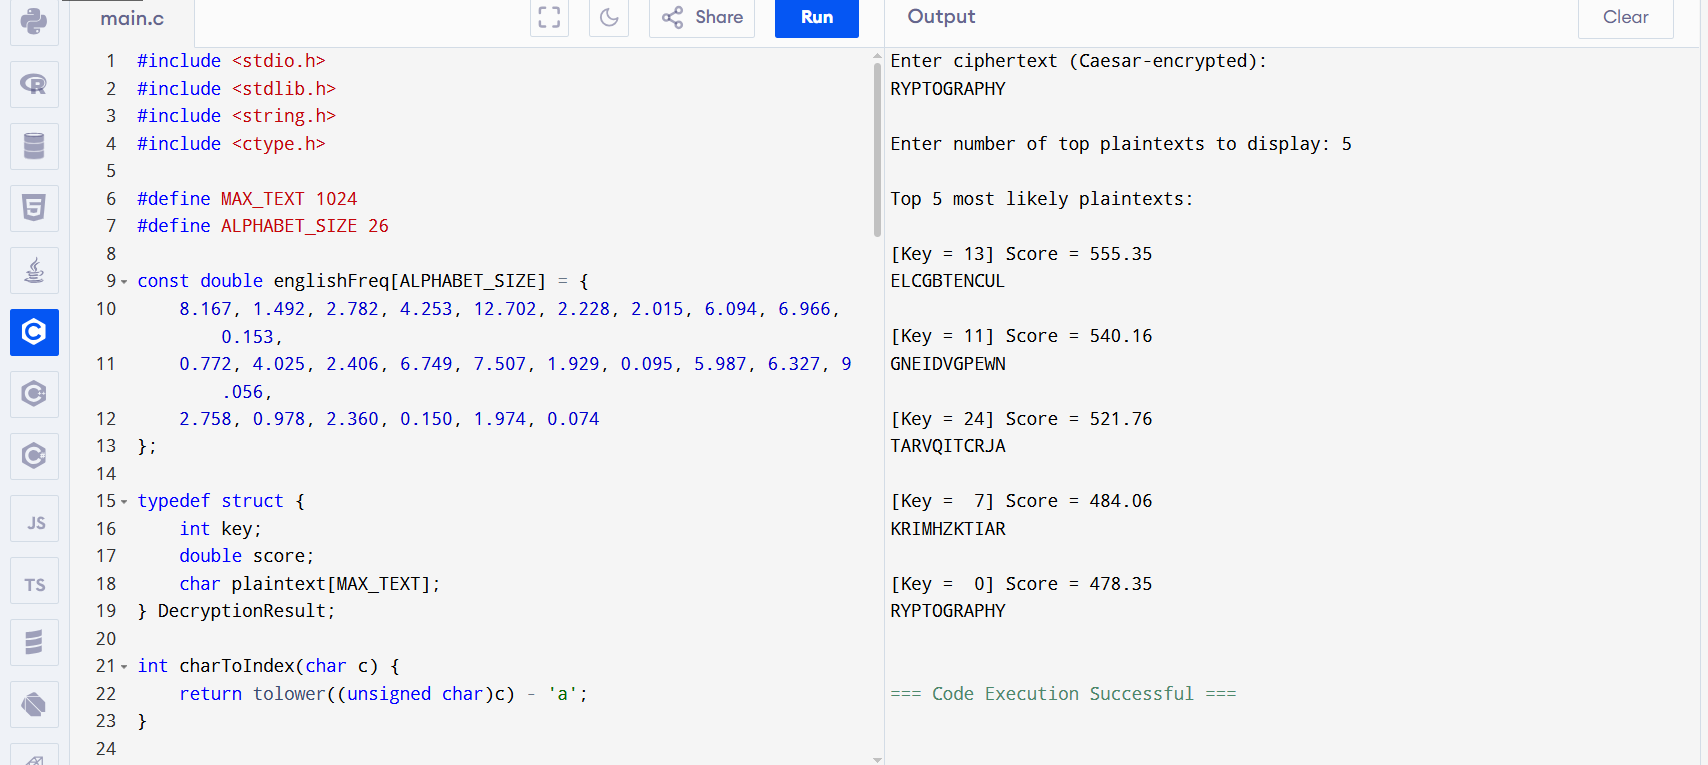 main.c
Share
Run
Output
Clear
1 #include <stdio.h>
2 #include <stdlib.h>
3 #include <string.h>
4 #include <ctype.h>
5
6 #define MAX_TEXT 1024
7 #define ALPHABET_SIZE 26
8
9 const double englishFreq[ALPHABET_SIZE] = {
10 8.167, 1.492, 2.782, 4.253, 12.702, 2.228, 2.015, 6.094, 6.966,
0.153,
11 0.772, 4.025, 2.406, 6.749, 7.507, 1.929, 0.095, 5.987, 6.327, 9
.056,
12 2.758, 0.978, 2.360, 0.150, 1.974, 0.074
13 };
14
15 typedef struct {
16 int key;
17 double score;
18 char plaintext[MAX_TEXT];
19 } DecryptionResult;
20
21 int charToIndex(char c) {
22 return tolower((unsigned char)c) - 'a';
23 }
24
Enter ciphertext (Caesar-encrypted):
RYPTOGRAPHY
Enter number of top plaintexts to display: 5
Top 5 most likely plaintexts:
[Key = 13] Score = 555.35
ELCGBTENCUL
[Key = 11] Score = 540.16
GNEIDVGPEWN
[Key = 24] Score = 521.76
TARVQITCRJA
[Key =  7] Score = 484.06
KRIMHZKTIAR
[Key =  0] Score = 478.35
RYPTOGRAPHY
=== Code Execution Successful ===
R
5
C
C++
C#
JS
TS